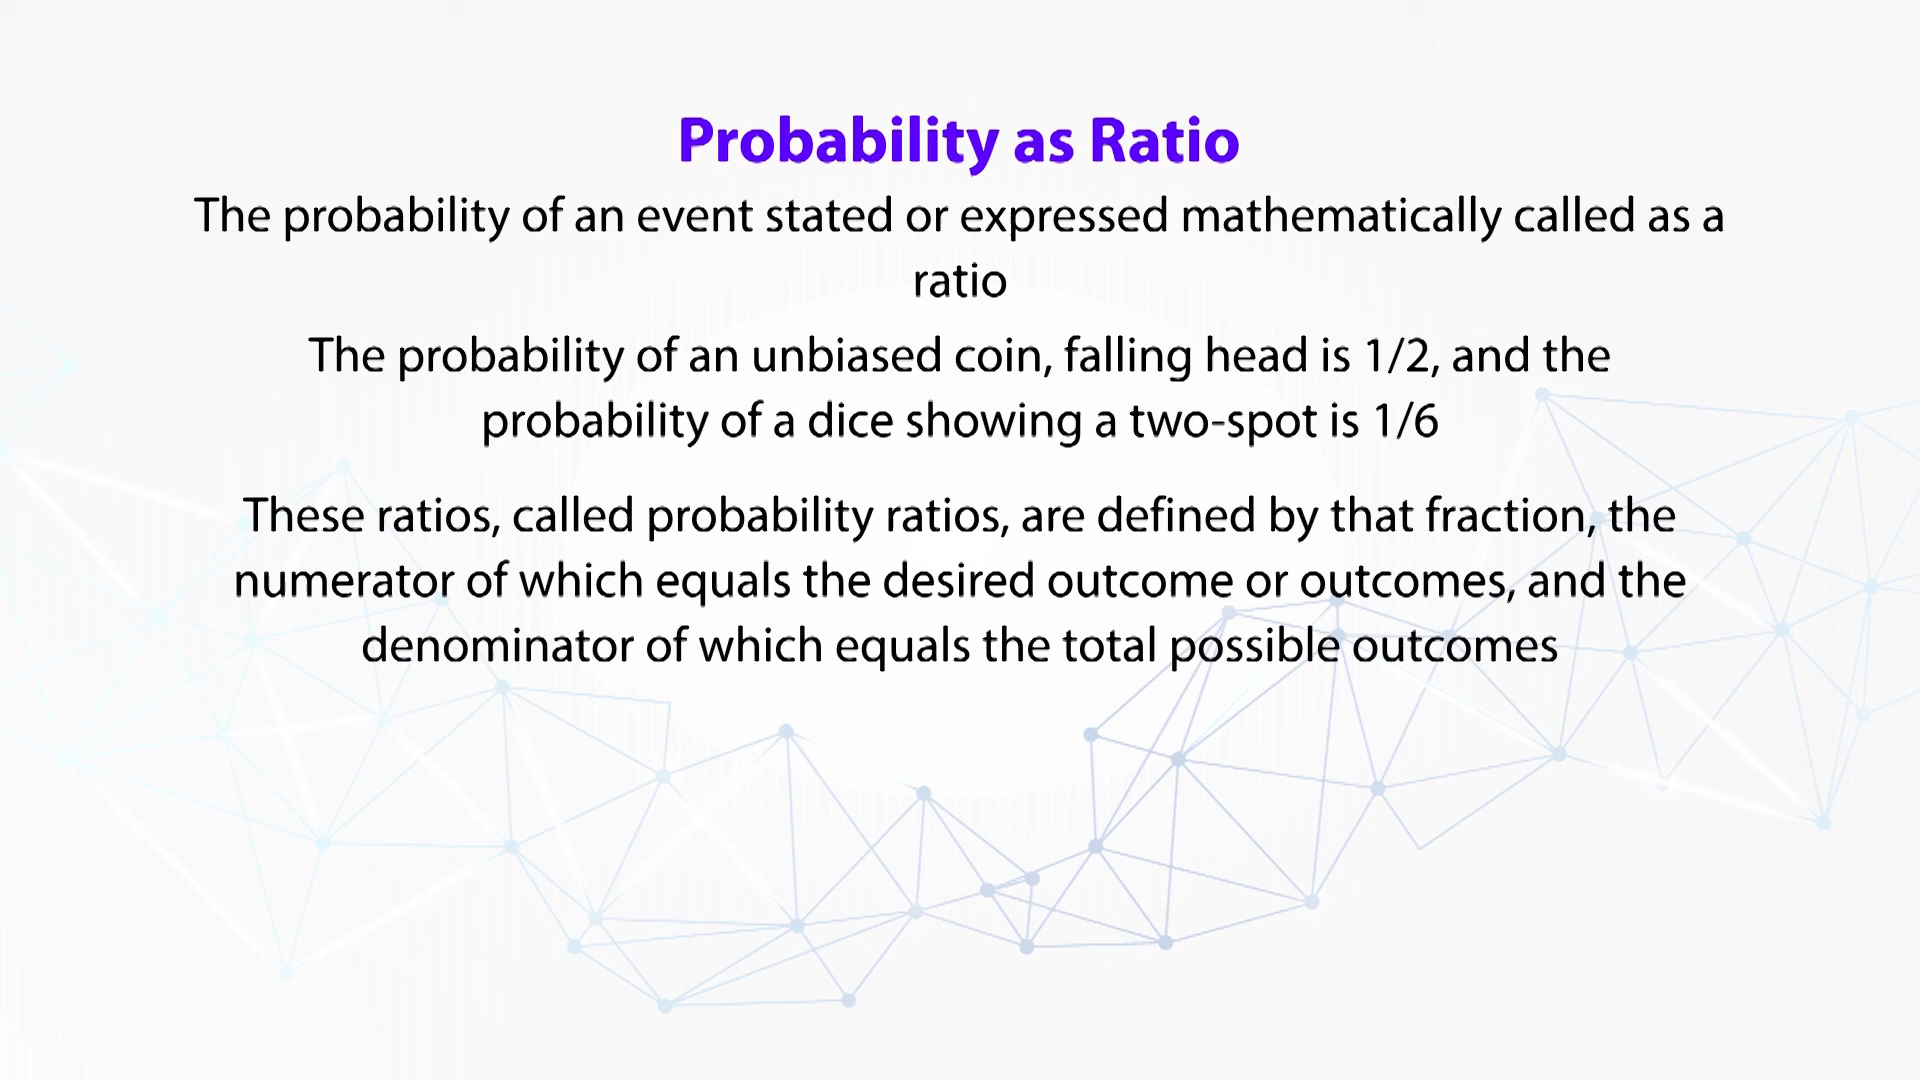 Probability as Ratio
The probability of an event stated or expressed mathematically called as a
ratio
The probability of an unbiased coin, falling head is 1/2, and the
probability of a dice showing a two-spot is 1/6
These ratios, called probability ratios, are defined by that fraction, the
numerator of which equals the desired outcome or outcomes, and the
denominator of which equals the total possible outcomes